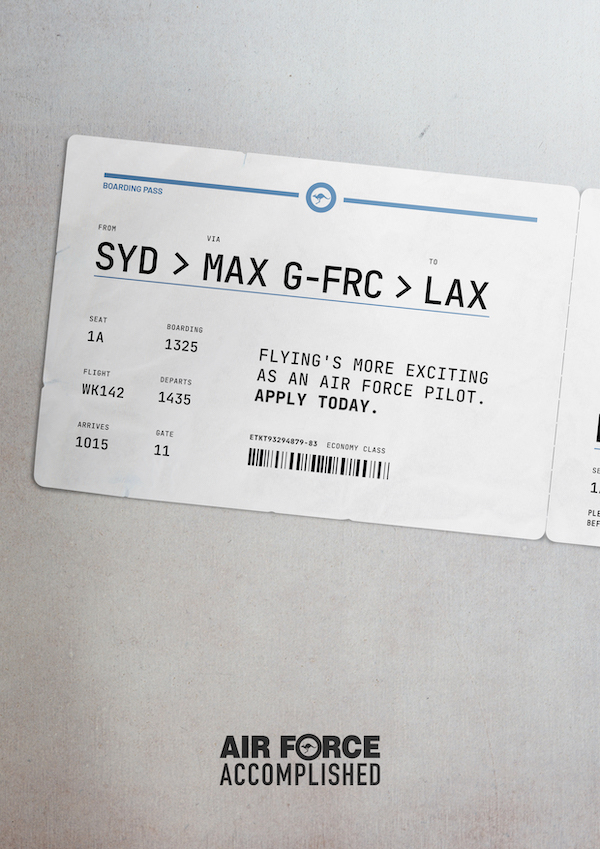 BOARDING PASS
FROM
VIA
TO
SYD > MAX G-FRC > LAX
SEAT
BOARDING
1A
1325
FLIGHT
DEPARTS
WK142
1435
ARRIVES
GATE
1015
11
FLYING'S MORE EXCITING
AS AN AIR FORCE PILOT.
APPLY TODAY.
ETKT93294879-83 ECONOMY CLASS
AIR FORCE
ACCOMPLISHED